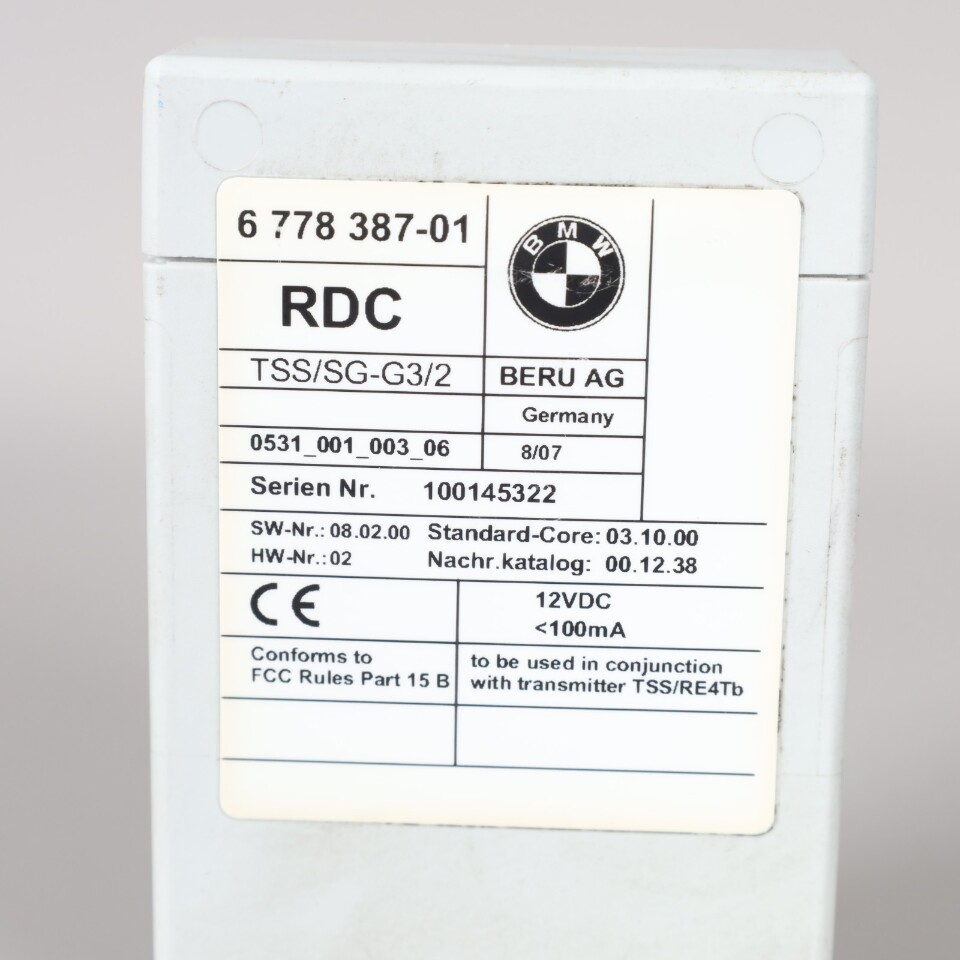 6 778 387-01
BMW
RDC
TSS/SG-G3/2
BERU AG
Germany
0531_001_003_06
8/07
Serien Nr. 100145322
SW-Nr.: 08.02.00 Standard-Core: 03.10.00
HW-Nr.: 02 Nachr.katalog: 00.12.38
CE
12VDC
<100mA
Conforms to
FCC Rules Part 15 B
to be used in conjunction
with transmitter TSS/RE4Tb